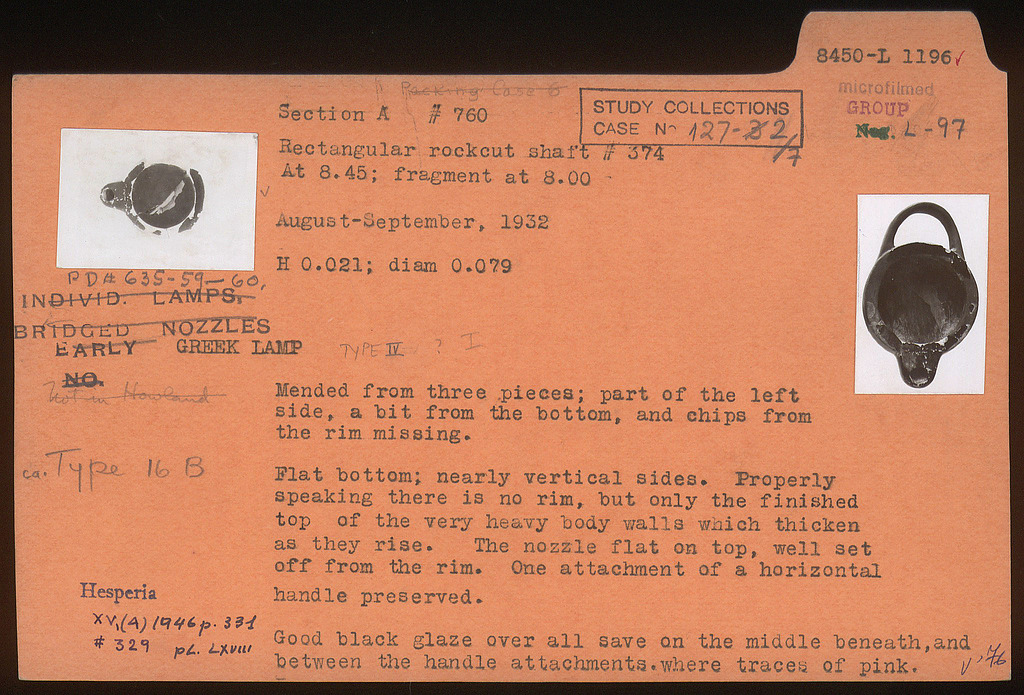 8450-L 1196✓
microfilmed
GROUP
Neg. L-97
Packing Case 6
Section A # 760
STUDY COLLECTIONS
CASE No 127-22/7
Rectangular rockcut shaft # 374
At 8.45; fragment at 8.00
August-September, 1932
H 0.021; diam 0.079
PD# 635-59-60,
INDIVID. LAMPS,
BRIDGED NOZZLES
EARLY GREEK LAMP
TYPE IV ? I
NO.
Not in Howland
ca. Type 16 B
Mended from three pieces; part of the left
side, a bit from the bottom, and chips from
the rim missing.
Flat bottom; nearly vertical sides. Properly
speaking there is no rim, but only the finished
top of the very heavy body walls which thicken
as they rise. The nozzle flat on top, well set
off from the rim. One attachment of a horizontal
handle preserved.
Hesperia
XV,(4) 1946 p. 331
# 329 pL. LXVIII
Good black glaze over all save on the middle beneath,and
between the handle attachments.where traces of pink.
V '76